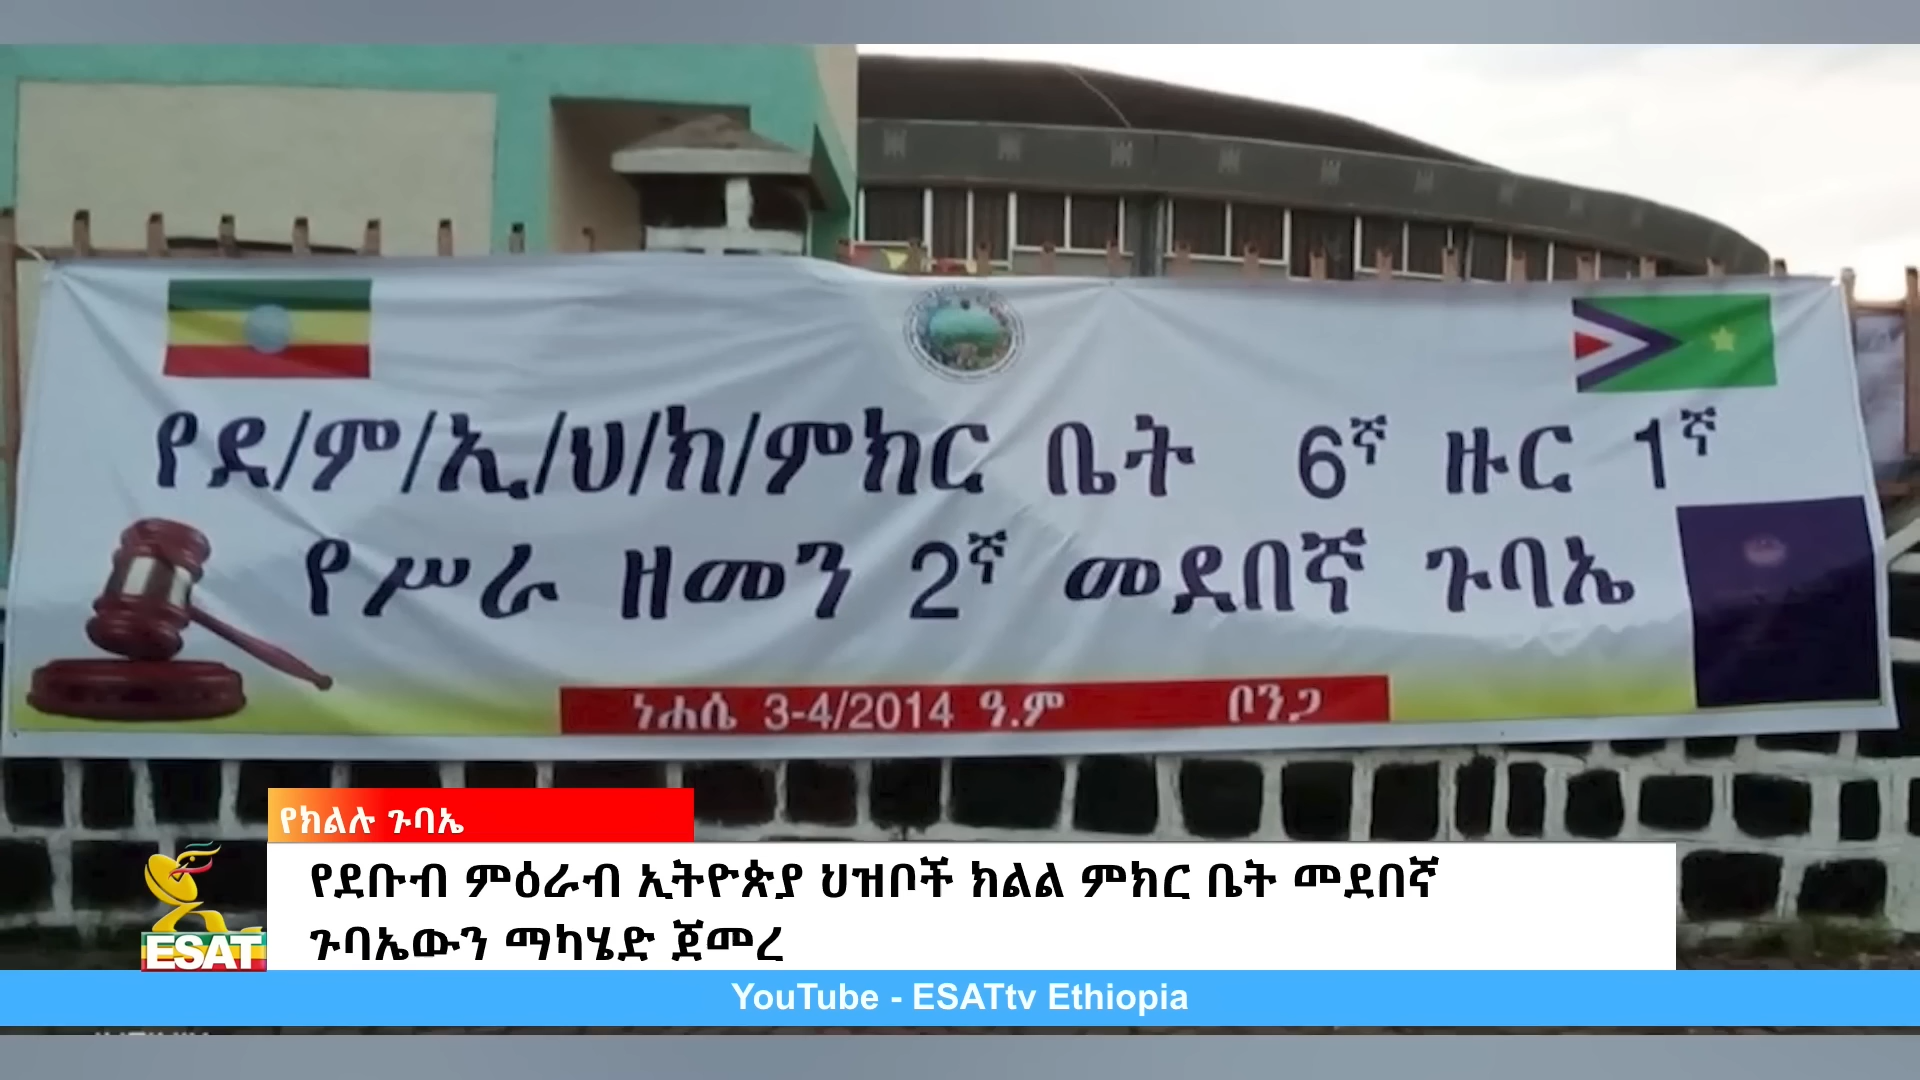 የደ/ም/ኢ/ህ/ክ/ምክር ቤት 6ኛ ዙር 1ኛ
የሥራ ዘመን 2ኛ መደበኛ ጉባኤ
ነሐሴ 3-4/2014 ዓ.ም ቦንጋ
የክልሉ ጉባኤ
የደቡብ ምዕራብ ኢትዮጵያ ህዝቦች ክልል ምክር ቤት መደበኛ
ጉባኤውን ማካሄድ ጀመረ
ESAT
YouTube - ESATtv Ethiopia